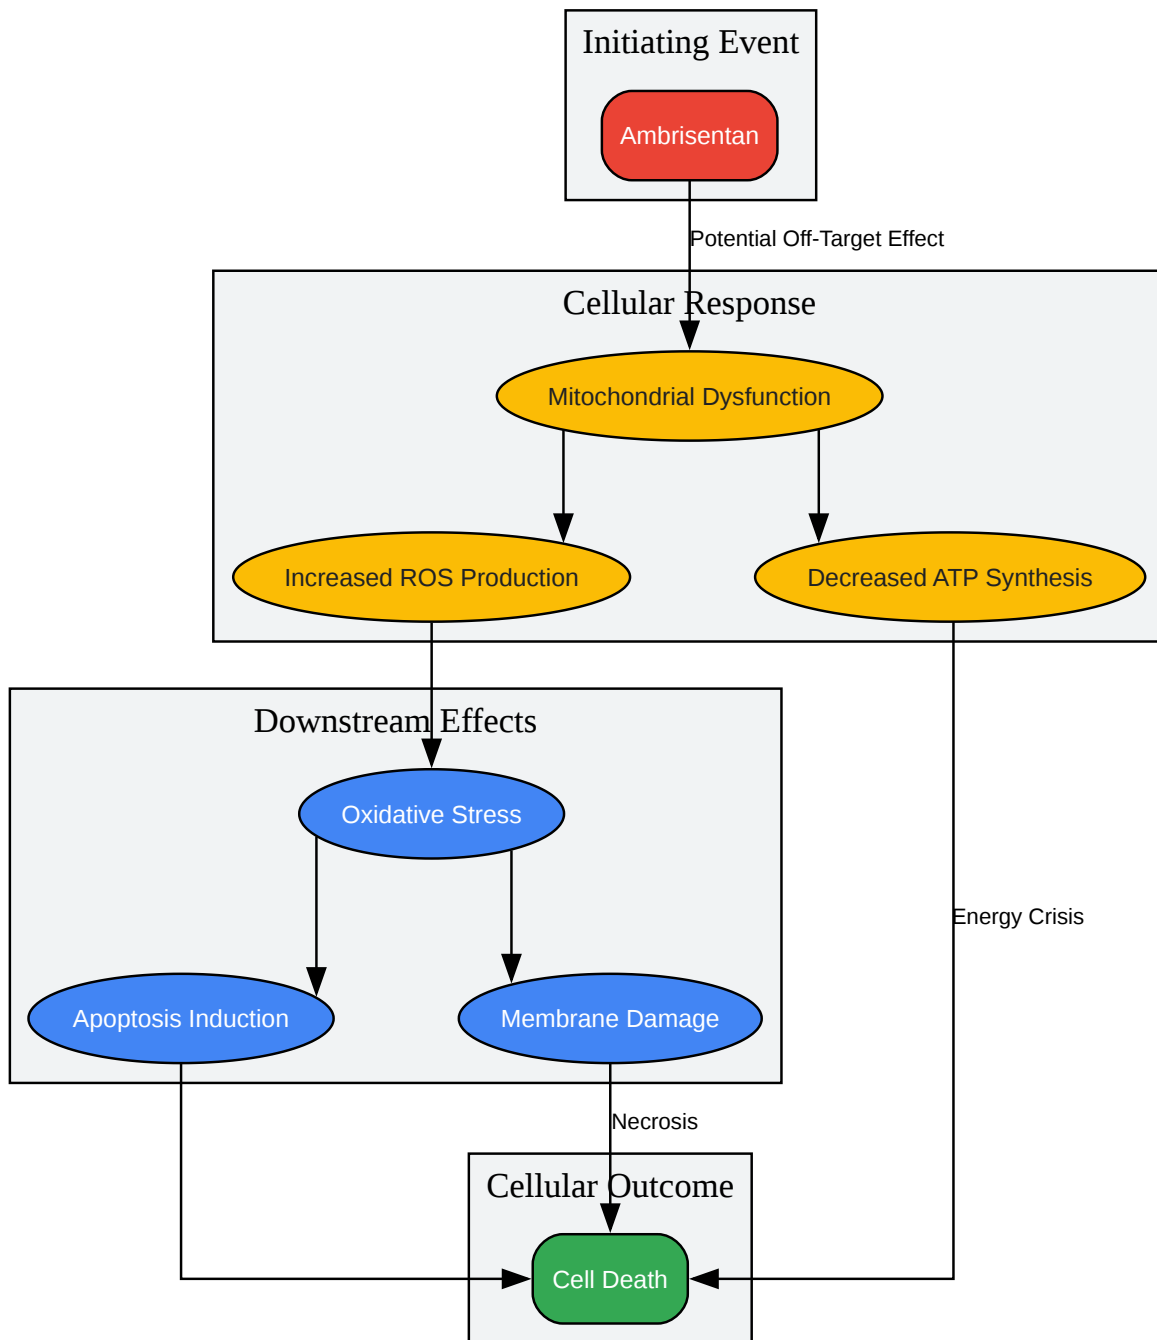 Initiating Event
Ambrisentan
Potential Off-Target Effect
Cellular Response
Mitochondrial Dysfunction
Increased ROS Production
Decreased ATP Synthesis
Downstream Effects
Oxidative Stress
Energy Crisis
Apoptosis Induction
Membrane Damage
Necrosis
Cellular Outcome
Cell Death